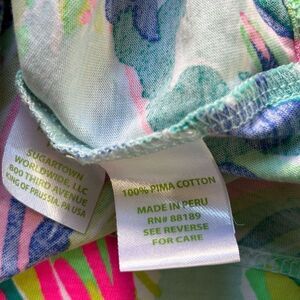 SUGARTOWN
WORLDWIDE, LLC
800 THIRD AVENUE
KING OF PRUSSIA, PA USA
100% PIMA COTTON
MADE IN PERU
RN# 88189
SEE REVERSE
FOR CARE